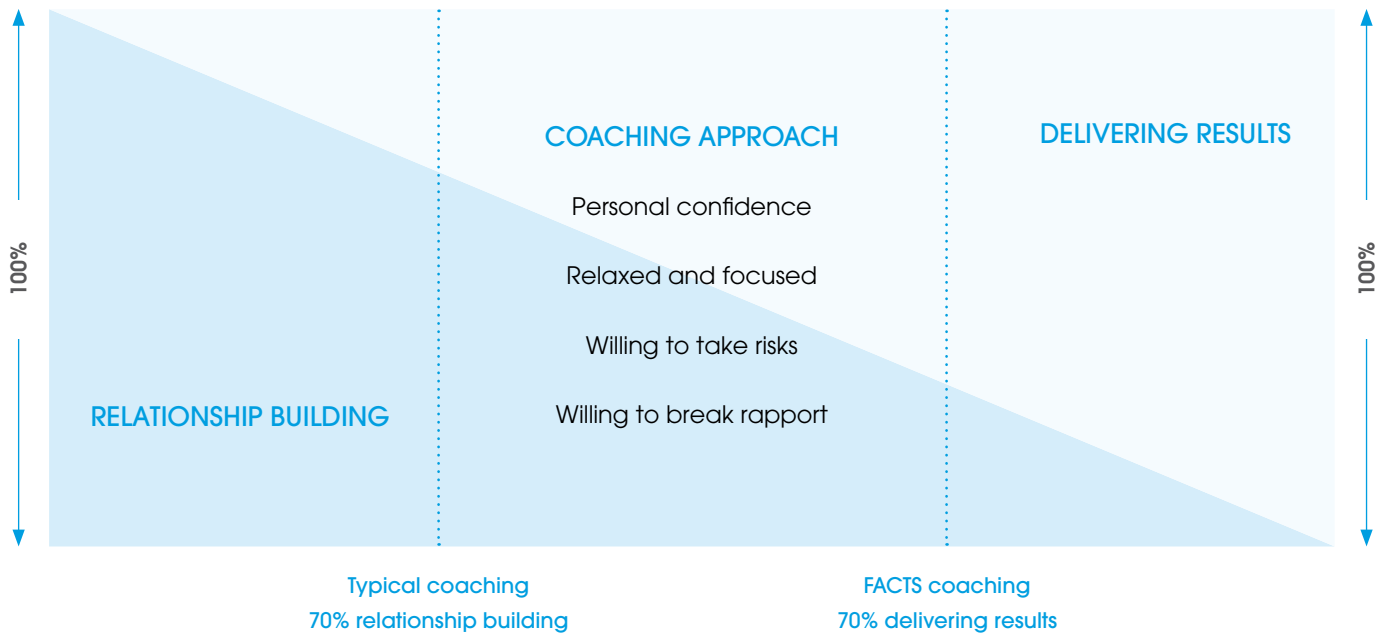 COACHING APPROACH
DELIVERING RESULTS
Personal confidence
100%
100%
Relaxed and focused
Willing to take risks
RELATIONSHIP BUILDING
Willing to break rapport
Typical coaching
70% relationship building
FACTS coaching
70% delivering results